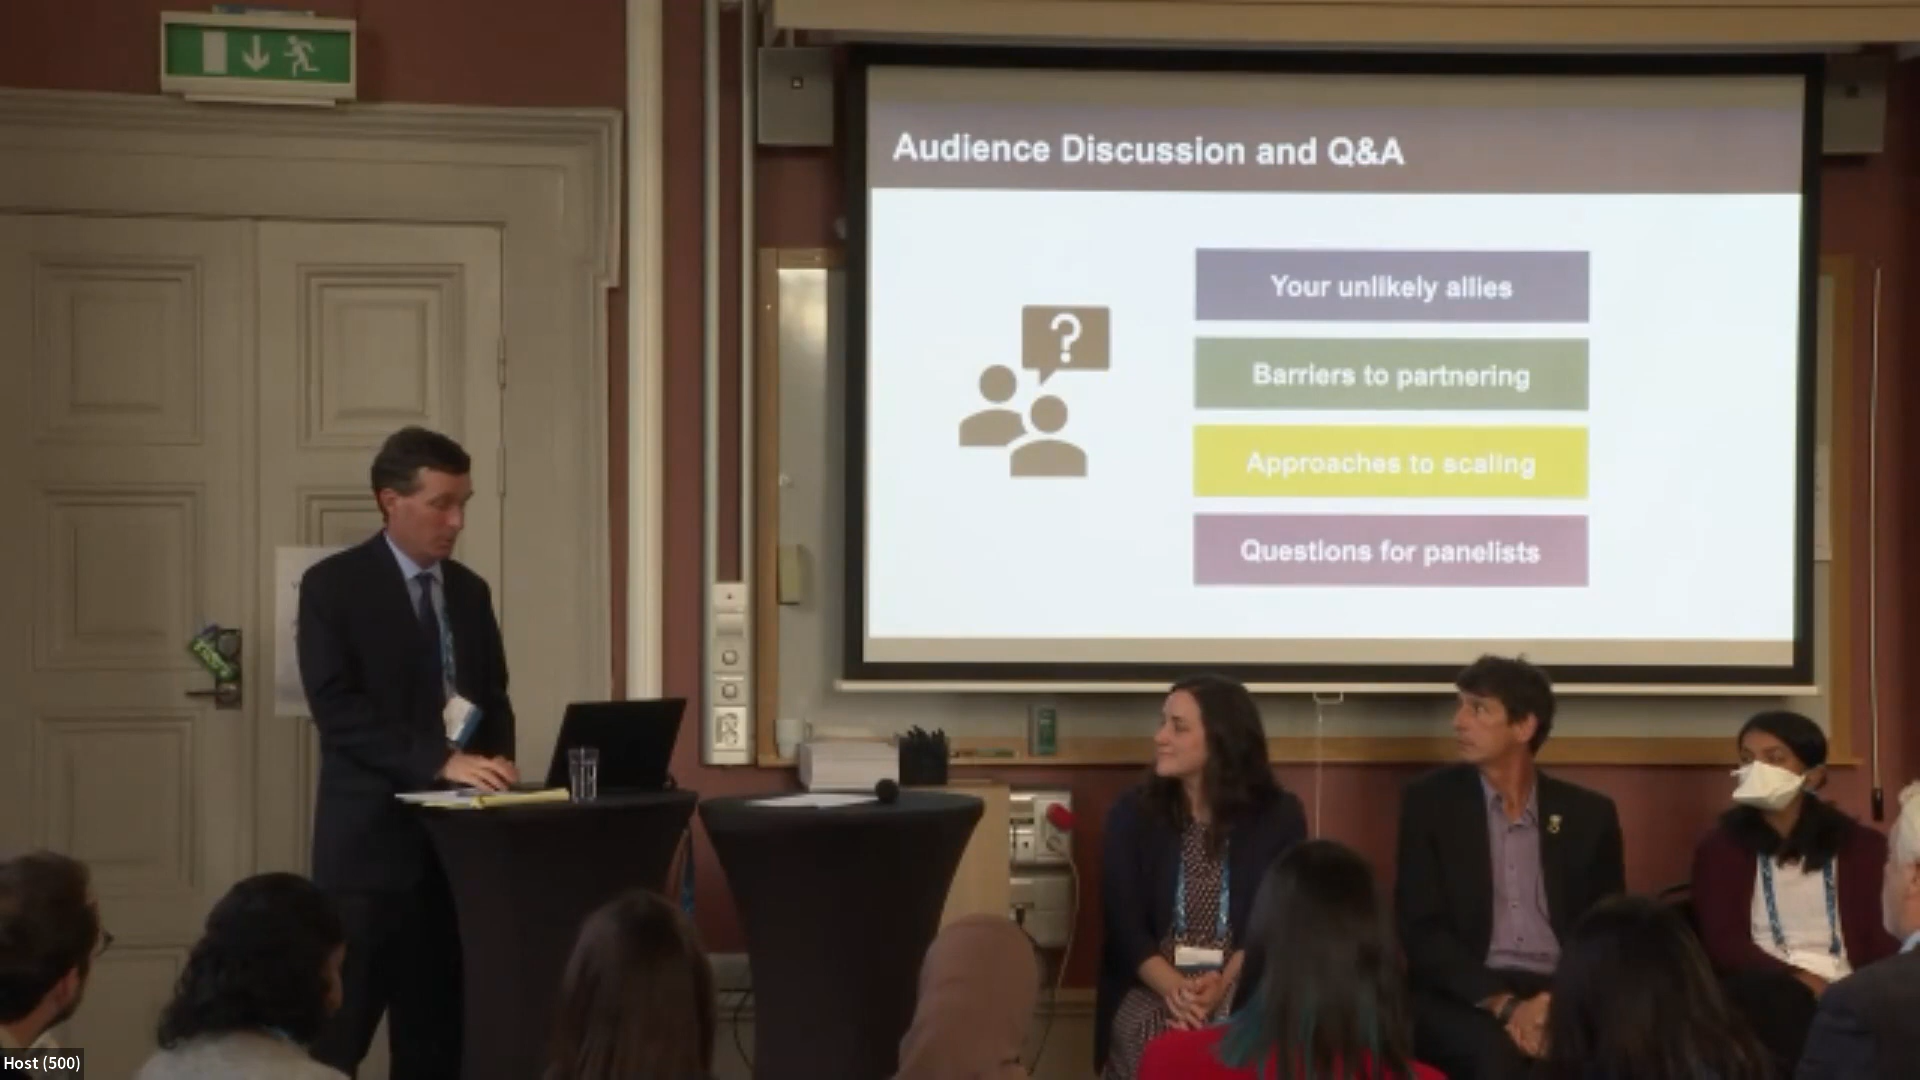 Audience Discussion and Q&A
?
Your unlikely allies
Barriers to partnering
Approaches to scaling
Questions for panelists
Host (500)